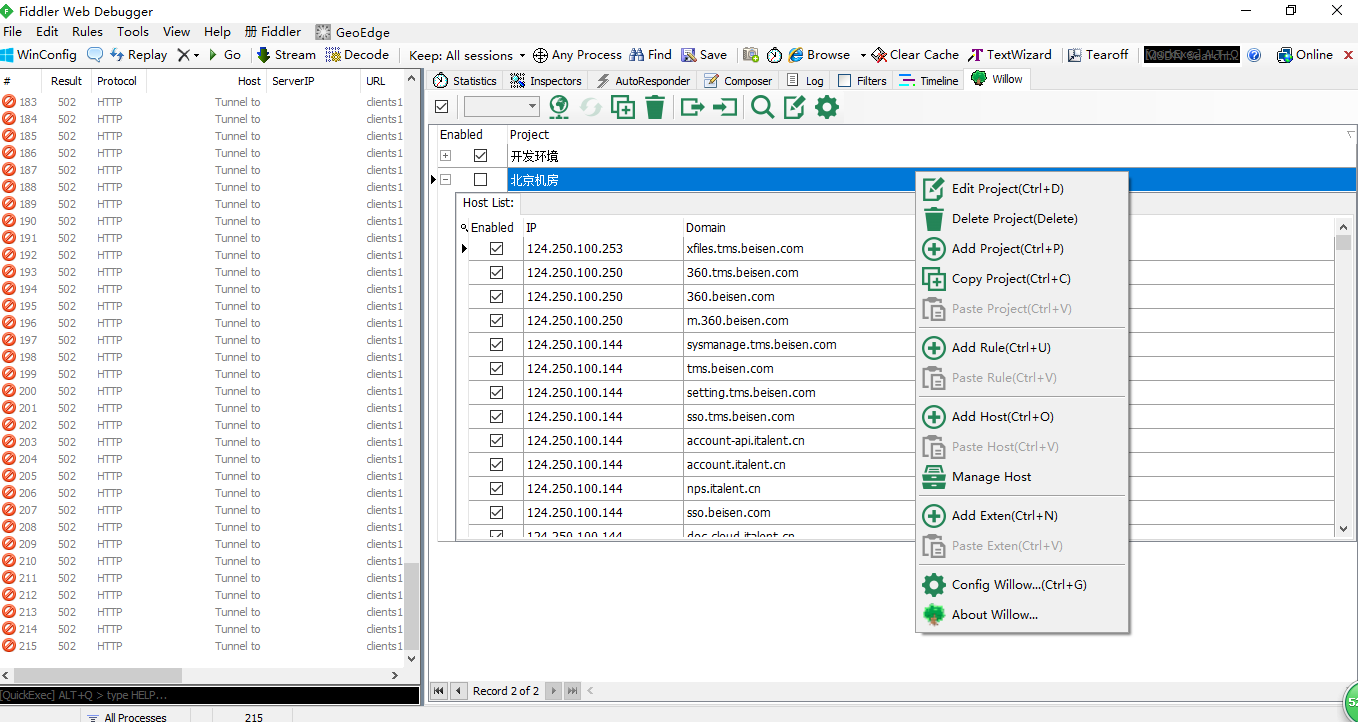 Fiddler Web Debugger
File Edit Rules Tools View Help 册 Fiddler GeoEdge
WinConfig Replay Go Stream Decode Keep: All sessions Any Process Find Save Browse Clear Cache TextWizard Tearoff Online
# Result Protocol Host ServerIP URL
183 502 HTTP Tunnel to clients1
184 502 HTTP Tunnel to clients1
185 502 HTTP Tunnel to clients1
186 502 HTTP Tunnel to clients1
187 502 HTTP Tunnel to clients1
188 502 HTTP Tunnel to clients1
189 502 HTTP Tunnel to clients1
190 502 HTTP Tunnel to clients1
191 502 HTTP Tunnel to clients1
192 502 HTTP Tunnel to clients1
193 502 HTTP Tunnel to clients1
194 502 HTTP Tunnel to clients1
195 502 HTTP Tunnel to clients1
196 502 HTTP Tunnel to clients1
197 502 HTTP Tunnel to clients1
198 502 HTTP Tunnel to clients1
199 502 HTTP Tunnel to clients1
200 502 HTTP Tunnel to clients1
201 502 HTTP Tunnel to clients1
202 502 HTTP Tunnel to clients1
203 502 HTTP Tunnel to clients1
204 502 HTTP Tunnel to clients1
205 502 HTTP Tunnel to clients1
206 502 HTTP Tunnel to clients1
207 502 HTTP Tunnel to clients1
208 502 HTTP Tunnel to clients1
209 502 HTTP Tunnel to clients1
210 502 HTTP Tunnel to clients1
211 502 HTTP Tunnel to clients1
212 502 HTTP Tunnel to clients1
213 502 HTTP Tunnel to clients1
214 502 HTTP Tunnel to clients1
215 502 HTTP Tunnel to clients1
[QuickExec] ALT+Q > type HELP...
All Processes 215
Statistics Inspectors AutoResponder Composer Log Filters Timeline Willow
Enabled Project
开发环境
北京机房
Host List:
Enabled IP Domain
124.250.100.253 xfiles.tms.beisen.com
124.250.100.250 360.tms.beisen.com
124.250.100.250 360.beisen.com
124.250.100.250 m.360.beisen.com
124.250.100.144 sysmanage.tms.beisen.com
124.250.100.144 tms.beisen.com
124.250.100.144 setting.tms.beisen.com
124.250.100.144 sso.tms.beisen.com
124.250.100.144 account-api.italent.cn
124.250.100.144 account.italent.cn
124.250.100.144 nps.italent.cn
124.250.100.144 sso.beisen.com
124.250.100.144 doc.cloud.italent.cn
Edit Project(Ctrl+D)
Delete Project(Delete)
Add Project(Ctrl+P)
Copy Project(Ctrl+C)
Paste Project(Ctrl+V)
Add Rule(Ctrl+U)
Paste Rule(Ctrl+V)
Add Host(Ctrl+O)
Paste Host(Ctrl+V)
Manage Host
Add Exten(Ctrl+N)
Paste Exten(Ctrl+V)
Config Willow...(Ctrl+G)
About Willow...
Record 2 of 2